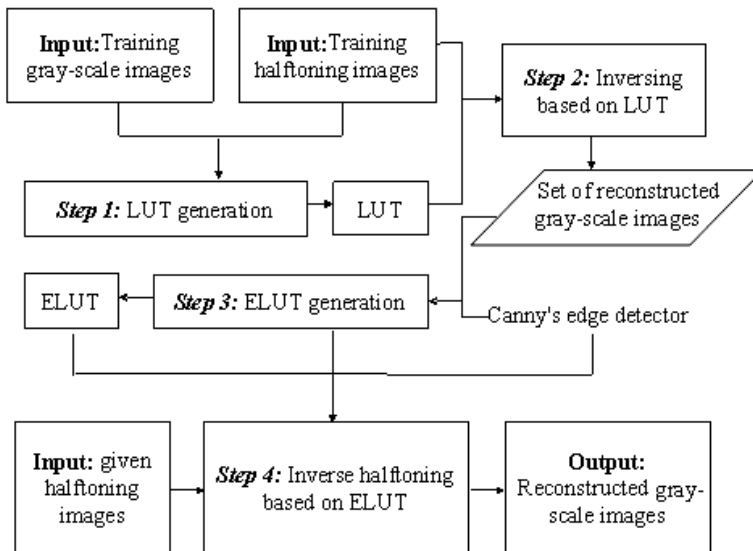 Input:Training
gray-scale images
Input:Training
halftoning images
Step 2: Inversing
based on LUT
Step 1: LUT generation
LUT
Set of reconstructed
gray-scale images
ELUT
Step 3: ELUT generation
Canny's edge detector
Input: given
halftoning
images
Step 4: Inverse halftoning
based on ELUT
Output:
Reconstructed gray-
scale images